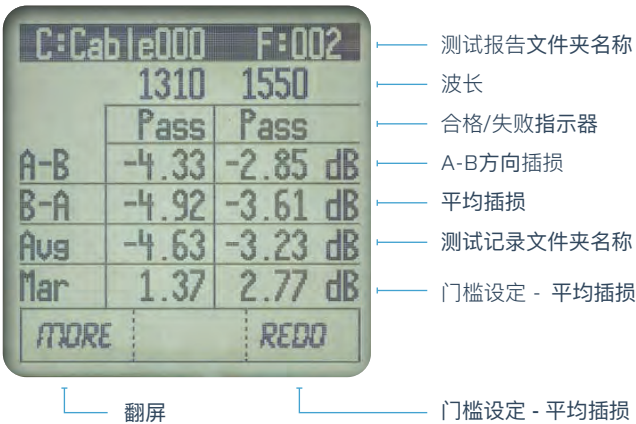 C:Cable000 F:002 测试报告文件夹名称
1310 1550 波长
Pass Pass 合格/失败指示器
A-B -4.33 -2.85 dB A-B方向插损
B-A -4.92 -3.61 dB 平均插损
Avg -4.63 -3.23 dB 测试记录文件夹名称
Mar 1.37 2.77 dB 门槛设定 - 平均插损
MORE REDO
翻屏 门槛设定 - 平均插损